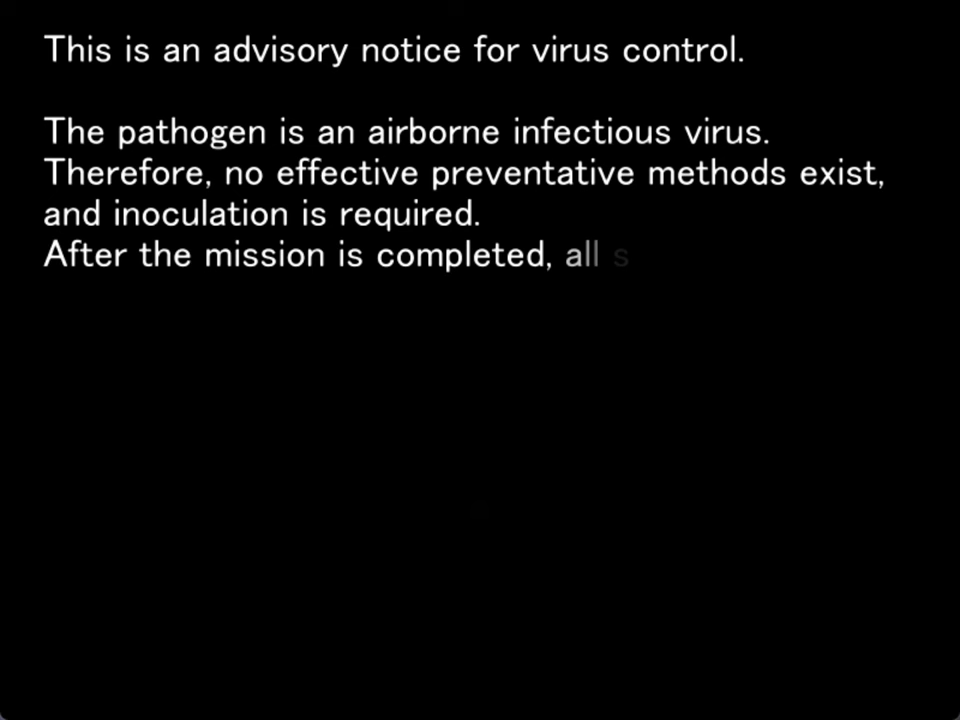 This is an advisory notice for virus control.
The pathogen is an airborne infectious virus.
Therefore, no effective preventative methods exist,
and inoculation is required.
After the mission is completed, all s